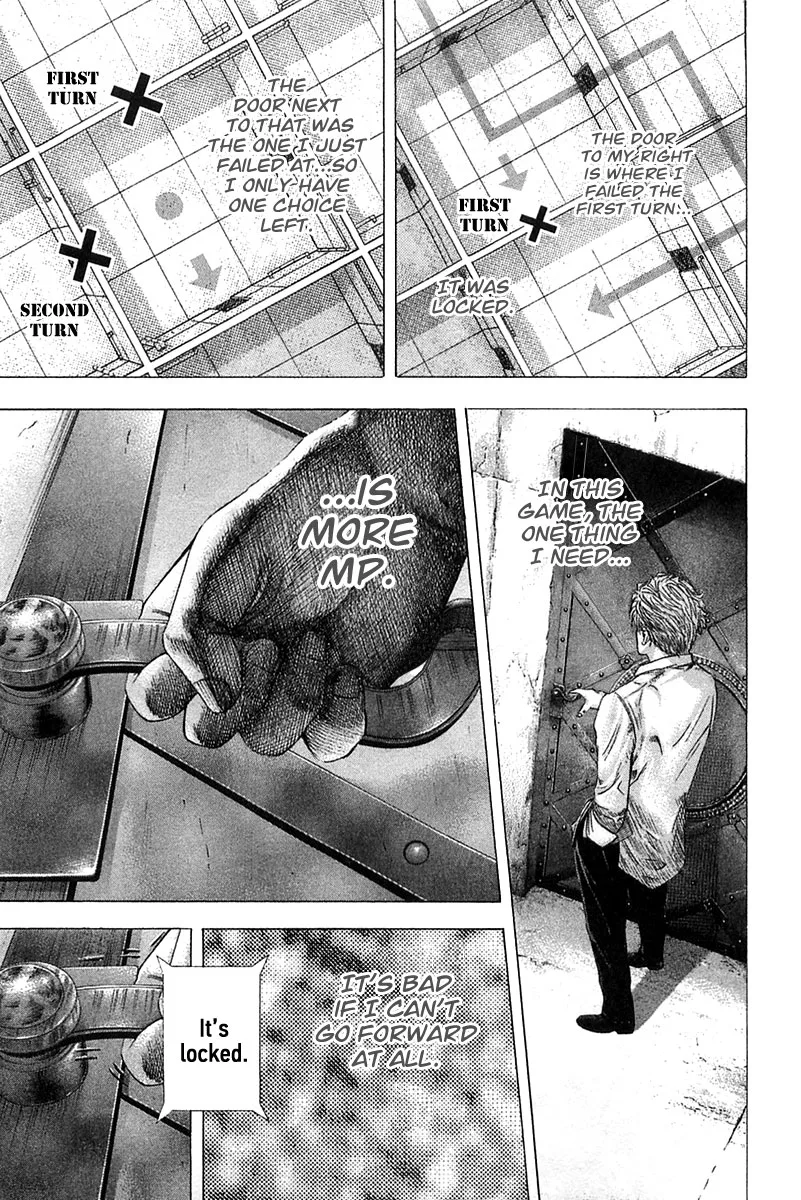 THE DOOR
TO MY RIGHT
IS WHERE I
FAILED THE
FIRST TURN...
FIRST
TURN
IT WAS
LOCKED.
FIRST
TURN
THE
DOOR NEXT
TO THAT WAS
THE ONE I JUST
FAILED AT...SO
I ONLY HAVE
ONE CHOICE
LEFT.
SECOND
TURN
IN THIS
GAME, THE
ONE THING
I NEED...
...IS
MORE
MP.
IT'S BAD
IF I CAN'T
GO FORWARD
AT ALL.
It's
locked.